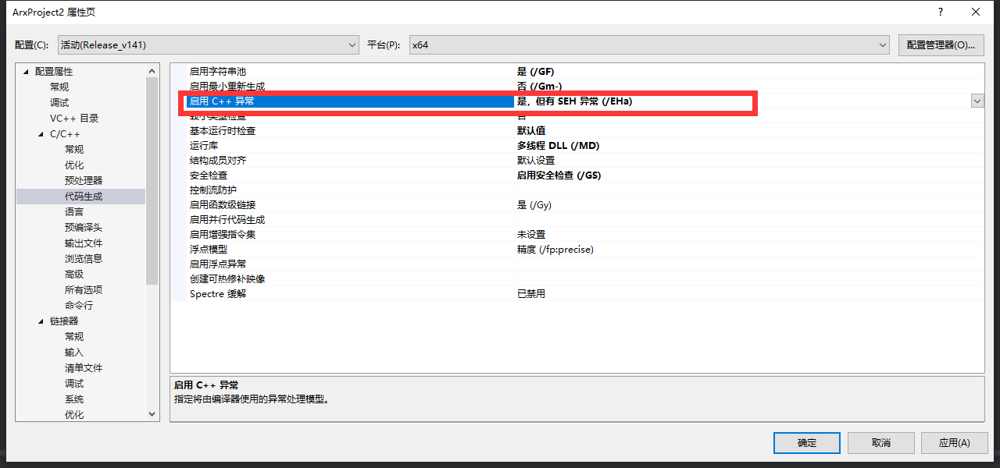 ArxProject2 属性页
?
配置(C):
活动(Release_v141)
平台(P):
x64
配置管理器(O)...
配置属性
常规
调试
VC++ 目录
C/C++
常规
优化
预处理器
代码生成
语言
预编译头
输出文件
浏览信息
高级
所有选项
命令行
链接器
常规
输入
清单文件
调试
系统
优化
启用字符串池 是 (/GF)
启用最小重新生成 否 (/Gm-)
启用 C++ 异常 是，但有 SEH 异常 (/EHa)
较小类型检查 否
基本运行时检查 默认值
运行库 多线程 DLL (/MD)
结构成员对齐 默认设置
安全检查 启用安全检查 (/GS)
控制流防护
启用函数级链接 是 (/Gy)
启用并行代码生成
启用增强指令集 未设置
浮点模型 精度 (/fp:precise)
启用浮点异常
创建可热修补映像
Spectre 缓解 已禁用
启用 C++ 异常
指定将由编译器使用的异常处理模型。
确定
取消
应用(A)